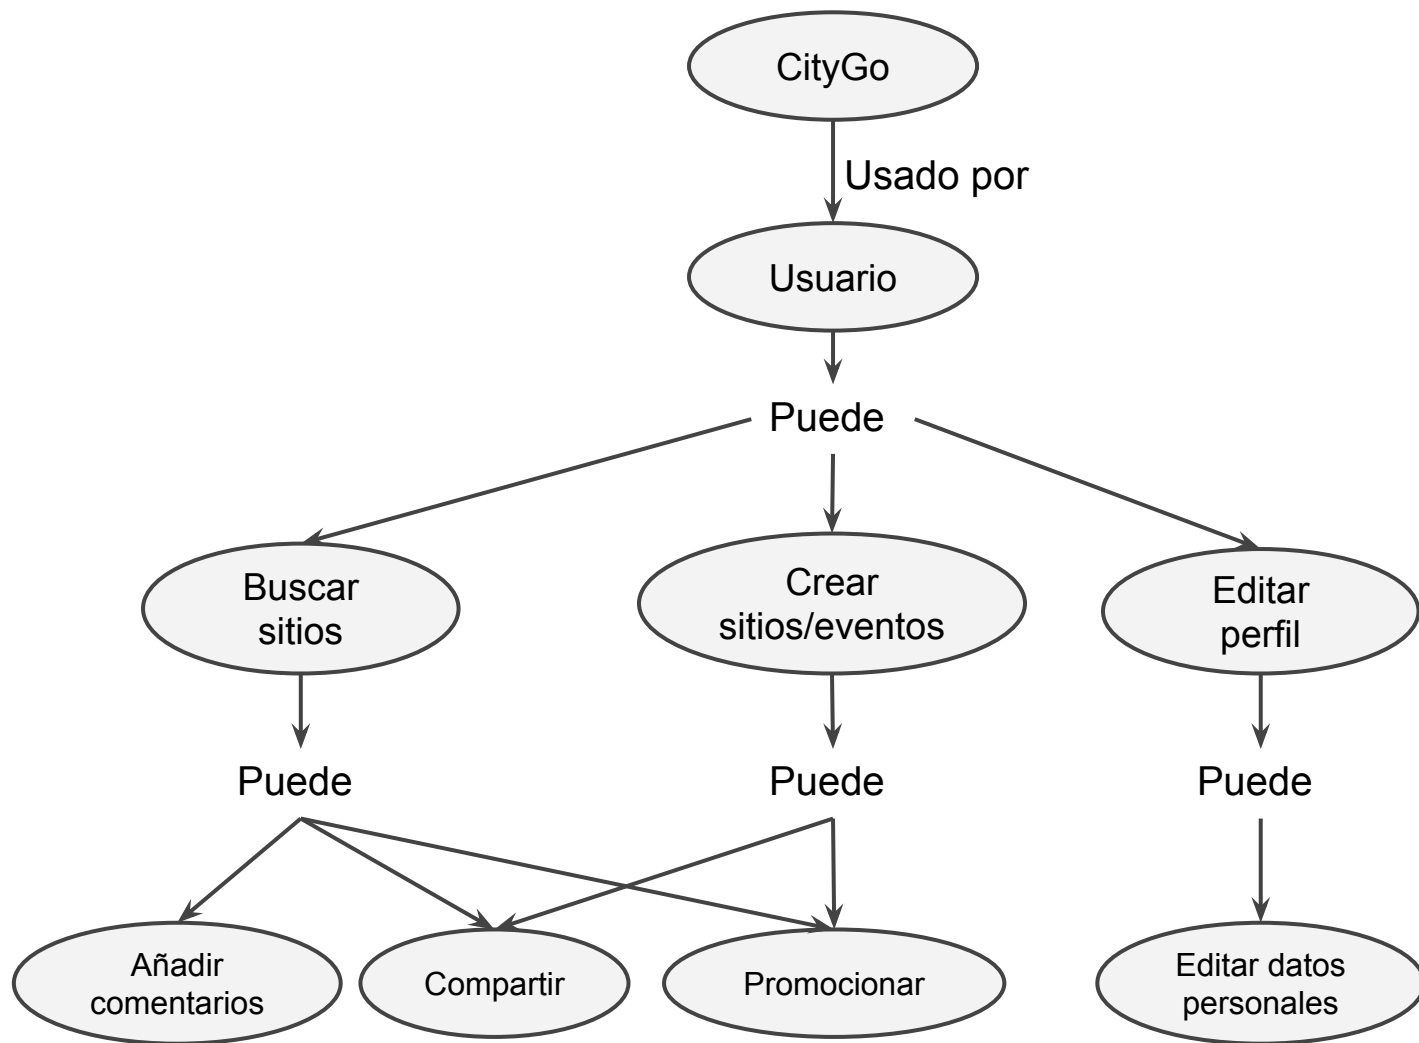 CityGo
Usado por
Usuario
Puede
Buscar
sitios
Crear
sitios/eventos
Editar
perfil
Puede
Puede
Puede
Añadir
comentarios
Compartir
Promocionar
Editar datos
personales